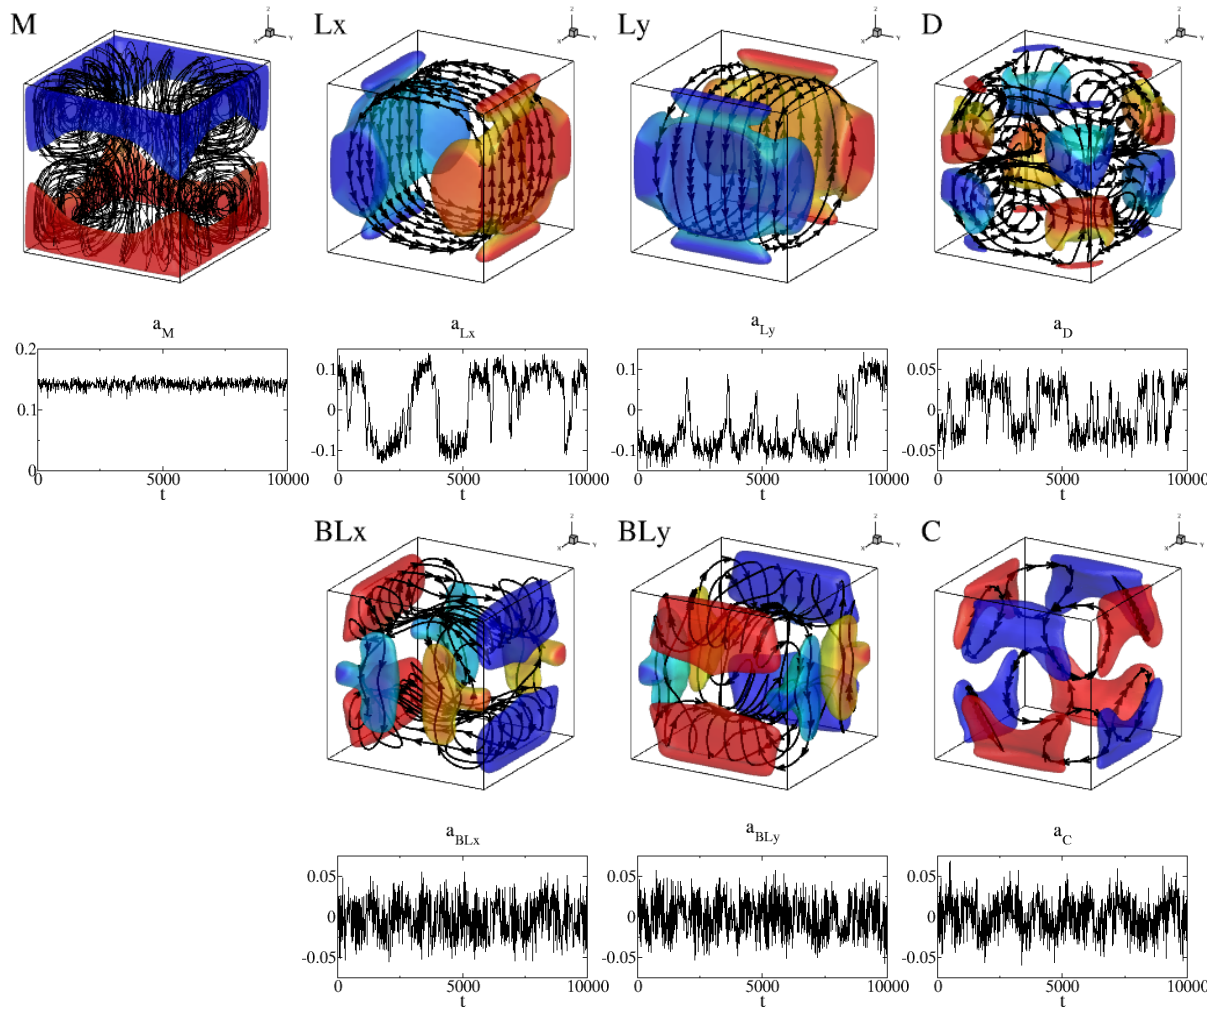 M Lx Ly D
Z X Y Z X Y Z X Y Z X Y
a_M a_Lx a_Ly a_D
0.2 0.1 0.1 0.05
0.1 0 0 0
0 -0.1 -0.1 -0.05
0 5000 10000 0 5000 10000 0 5000 10000 0 5000 10000
t t t t
BLx BLy C
Z X Y Z X Y Z X Y
a_BLx a_BLy a_C
0.05 0.05 0.05
0 0 0
-0.05 -0.05 -0.05
0 5000 10000 0 5000 10000 0 5000 10000
t t t